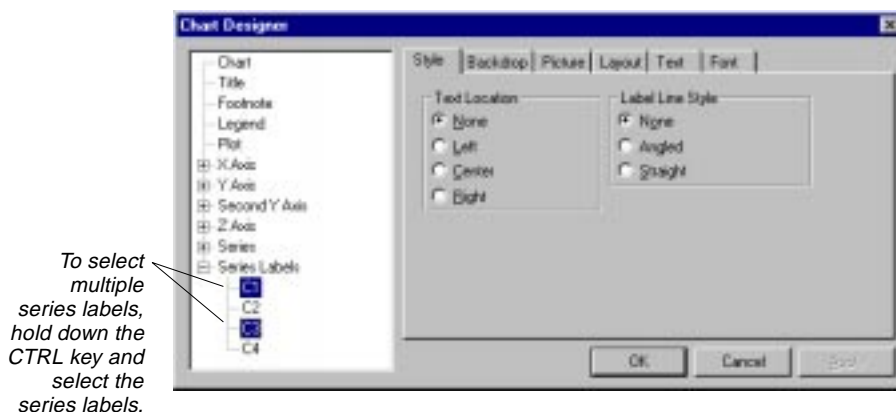 Chart Designer
Chart
Title
Footnote
Legend
Plot
X Axis
Y Axis
Second Y Axis
Z Axis
Series
Series Labels
C1
C2
C3
C4
Style Backdrop Picture Layout Text Font
Text Location
None
Left
Center
Right
Label Line Style
None
Angled
Straight
OK Cancel Apply
To select
multiple
series labels,
hold down the
CTRL key and
select the
series labels.